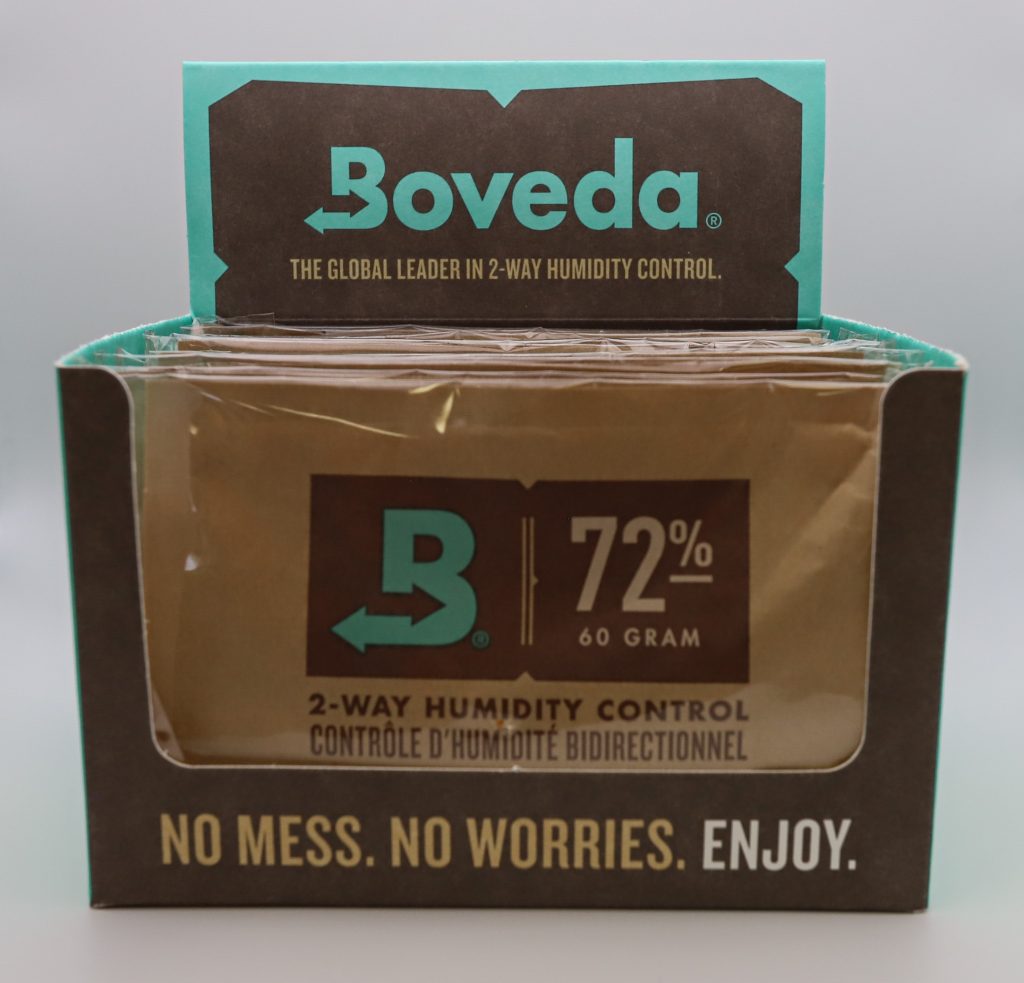 Boveda®
THE GLOBAL LEADER IN 2-WAY HUMIDITY CONTROL.
B® 72%
60 GRAM
2-WAY HUMIDITY CONTROL
CONTRÔLE D'HUMIDITÉ BIDIRECTIONNEL
NO MESS. NO WORRIES. ENJOY.